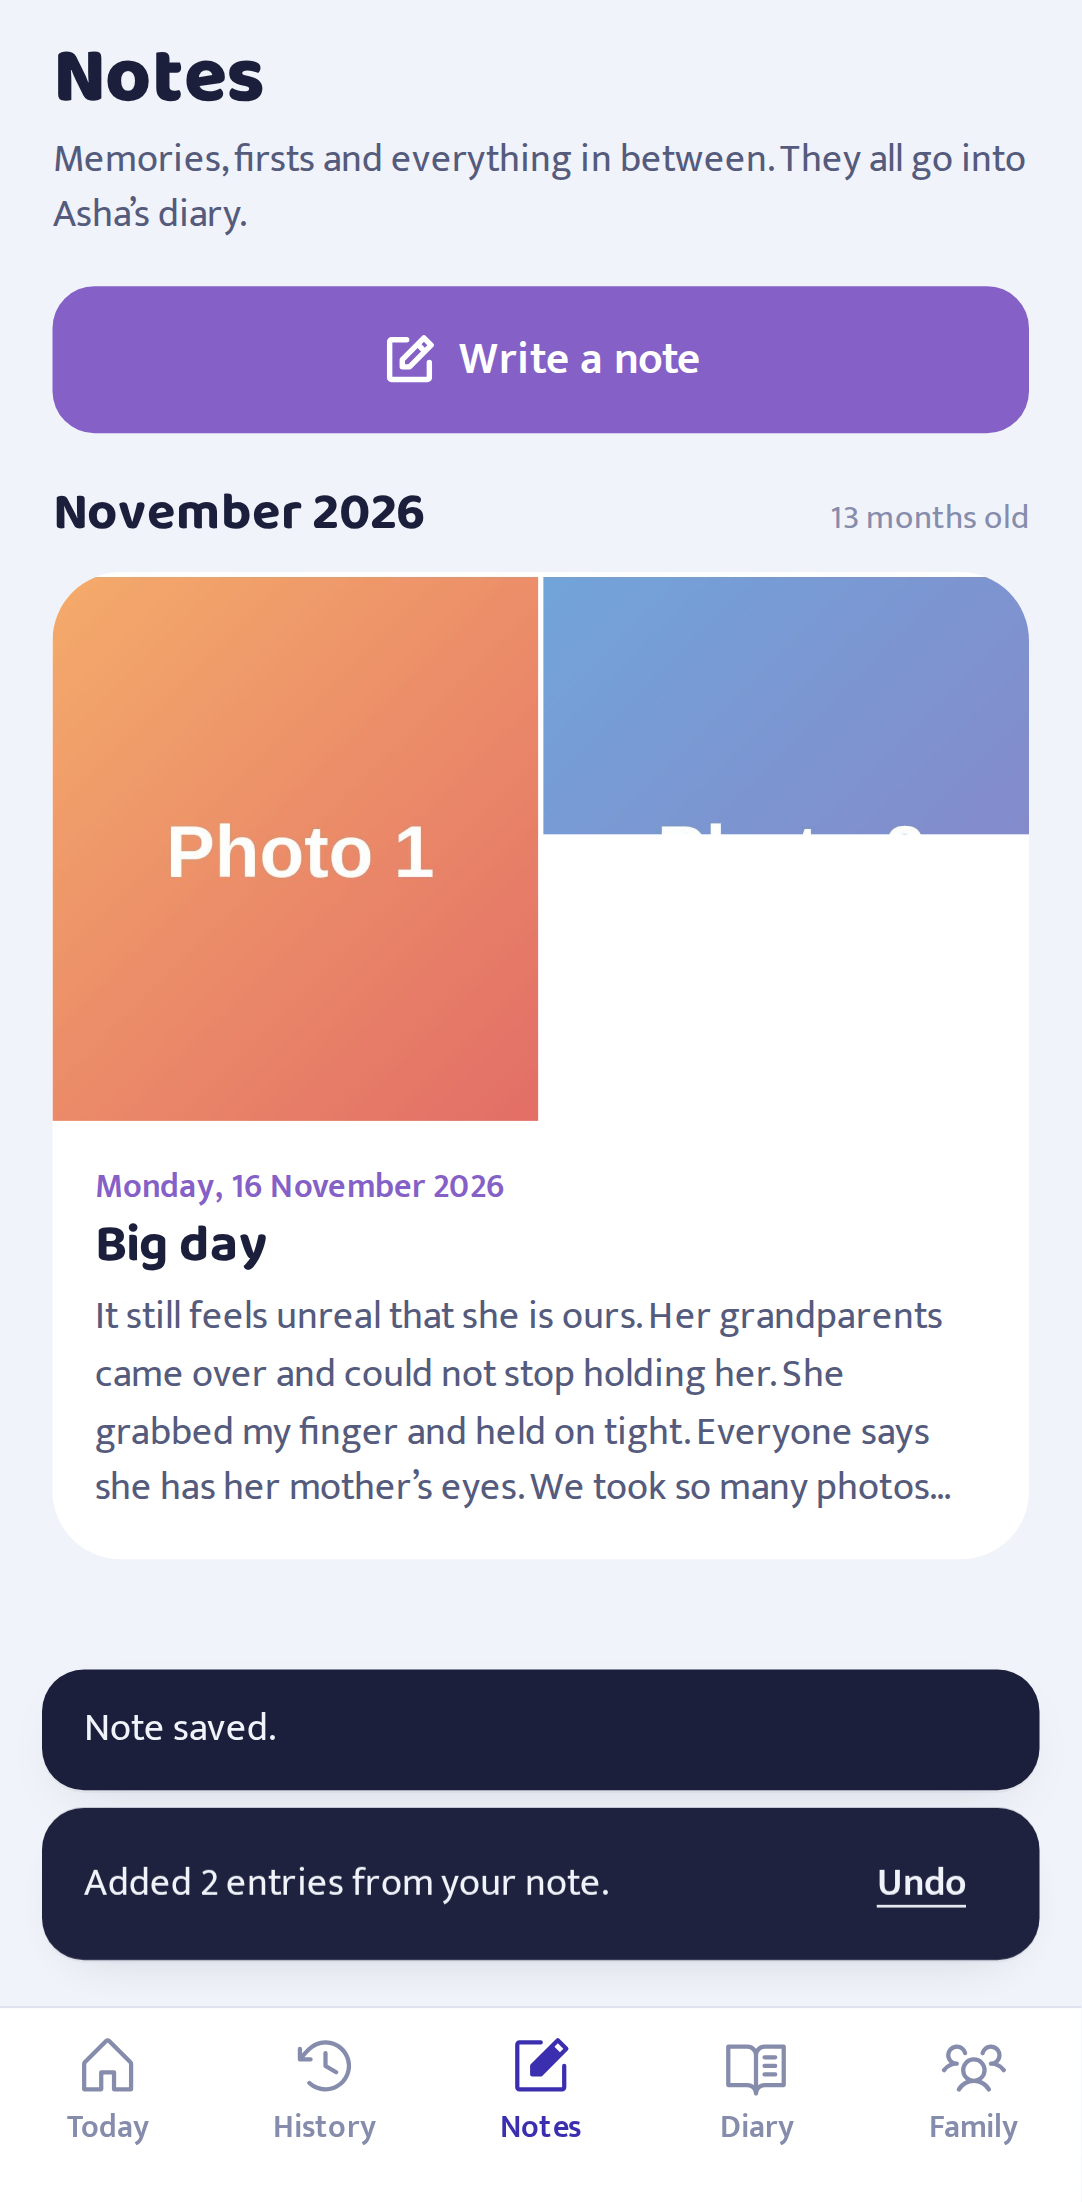 Notes
Memories, firsts and everything in between. They all go into
Asha’s diary.
Write a note
November 2026
13 months old
Photo 1
Monday, 16 November 2026
Big day
It still feels unreal that she is ours. Her grandparents
came over and could not stop holding her. She
grabbed my finger and held on tight. Everyone says
she has her mother’s eyes. We took so many photos…
Note saved.
Added 2 entries from your note.
Undo
Today
History
Notes
Diary
Family